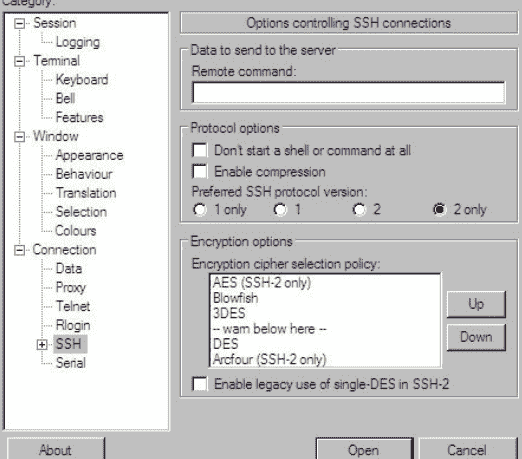 Category:
Session
Logging
Terminal
Keyboard
Bell
Features
Window
Appearance
Behaviour
Translation
Selection
Colours
Connection
Data
Proxy
Telnet
Rlogin
SSH
Serial
Options controlling SSH connections
Data to send to the server
Remote command:
Protocol options
Don't start a shell or command at all
Enable compression
Preferred SSH protocol version:
1 only 1 2 2 only
Encryption options
Encryption cipher selection policy:
AES (SSH-2 only)
Blowfish
3DES
-- warn below here --
DES
Arcfour (SSH-2 only)
Up
Down
Enable legacy use of single-DES in SSH-2
About Open Cancel